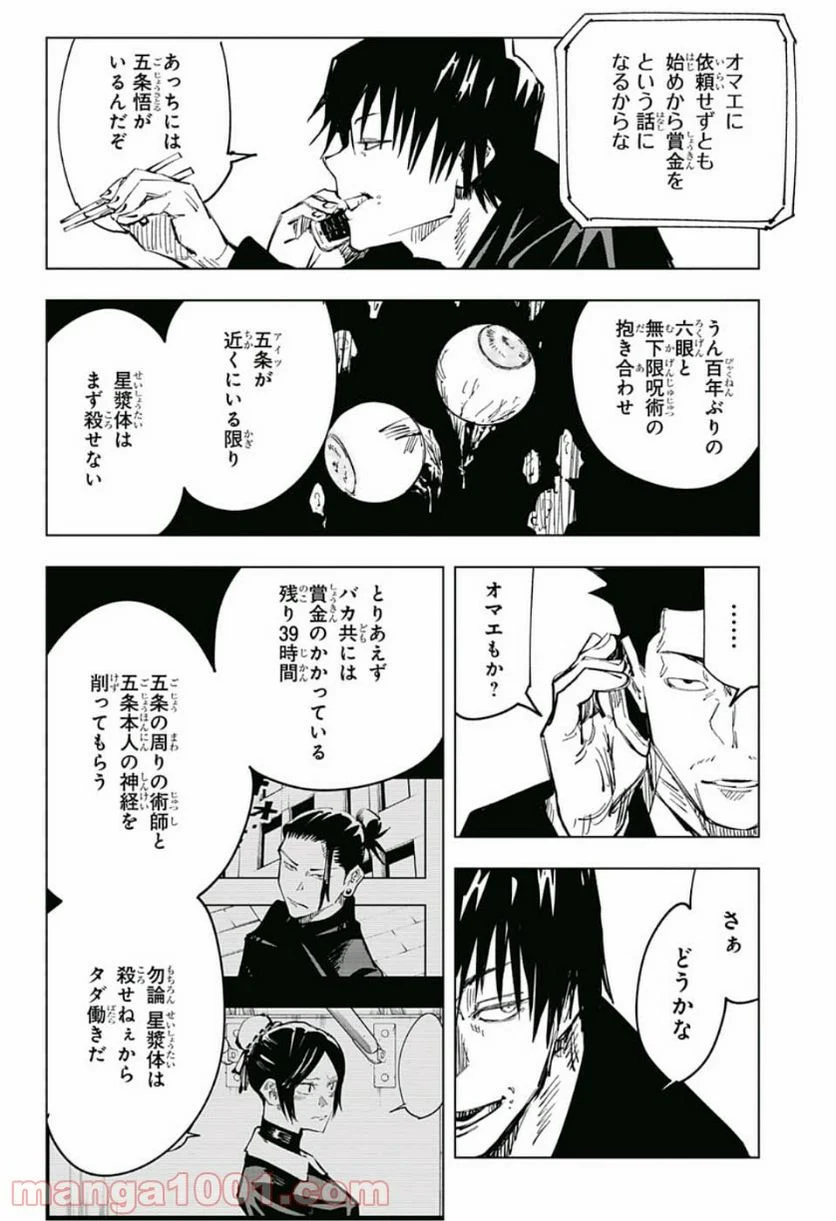 オマエに
依頼せずとも
始めから賞金を
という話に
なるからな
あっちには
五条悟が
いるんだぞ
うん百年ぶりの
六眼と
無下限呪術の
抱き合わせ
五条が
近くにいる限り
星漿体は
まず殺せない
……
オマエもか?
さぁ
どうかな
とりあえず
バカ共には
賞金のかかっている
残り39時間
五条の周りの術師と
五条本人の神経を
削ってもらう
勿論 星漿体は
殺せねぇから
タダ働きだ
manga1001.com